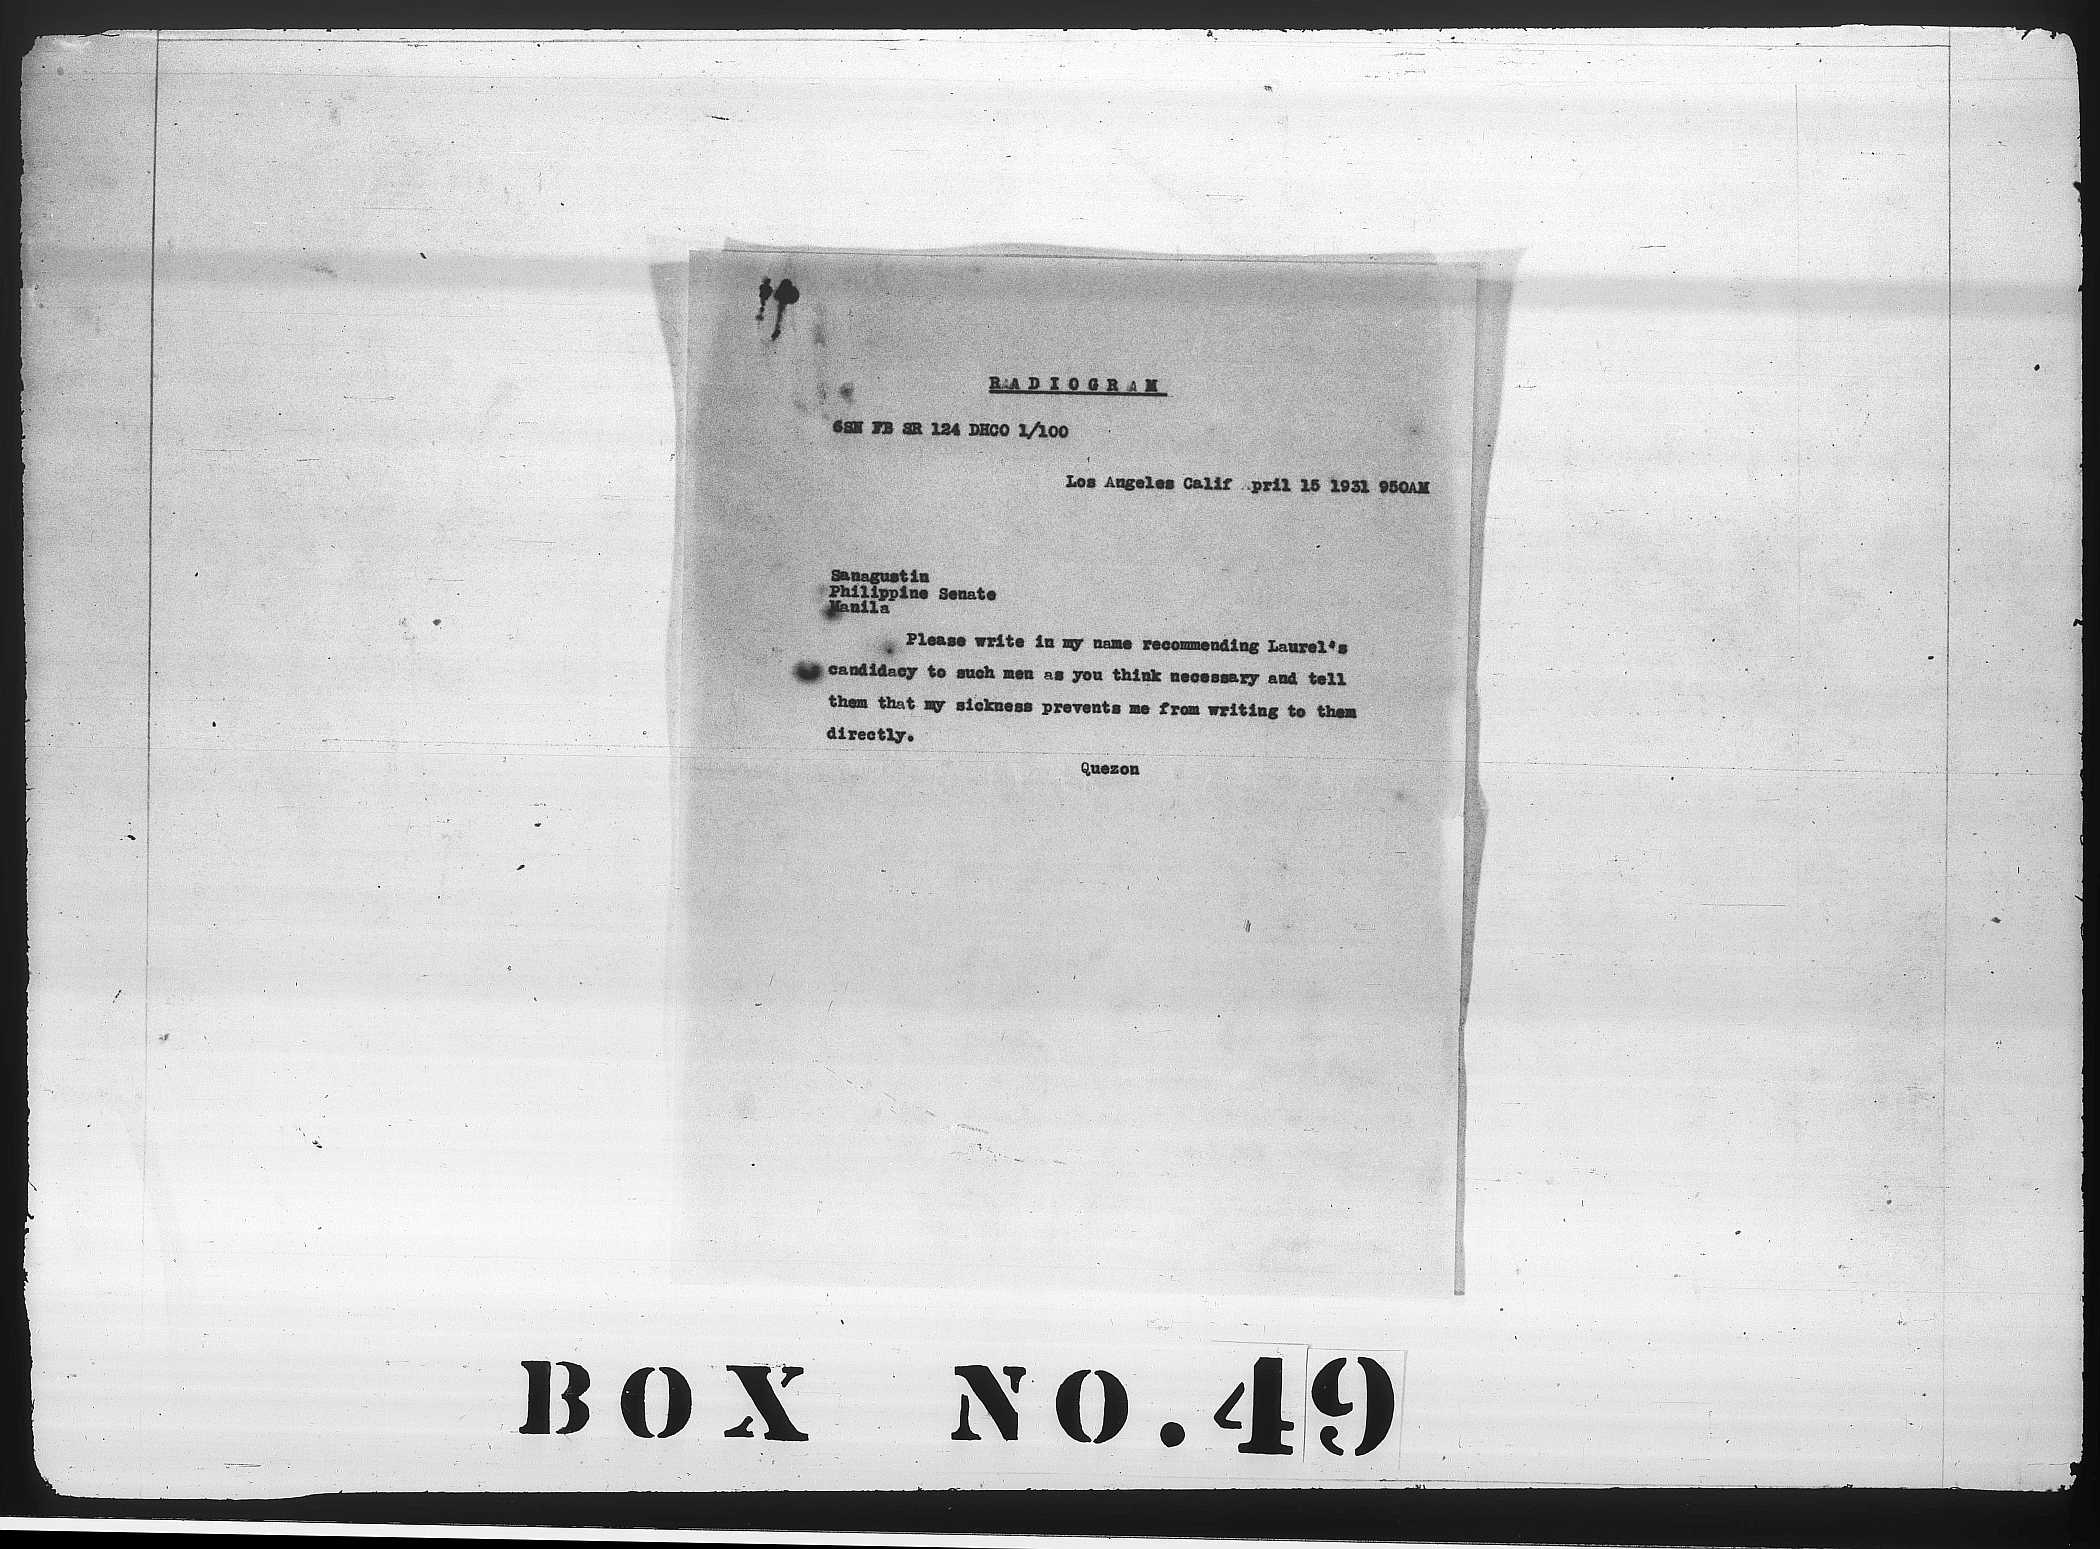 RADIOGRAM
6SN FB SR 124 DHCO 1/100
Los Angeles Calif April 15 1931 950AM
Sanagustin
Philippine Senate
Manila
Please write in my name recommending Laurel's
candidacy to such men as you think necessary and tell
them that my sickness prevents me from writing to them
directly.
Quezon
BOX NO. 49